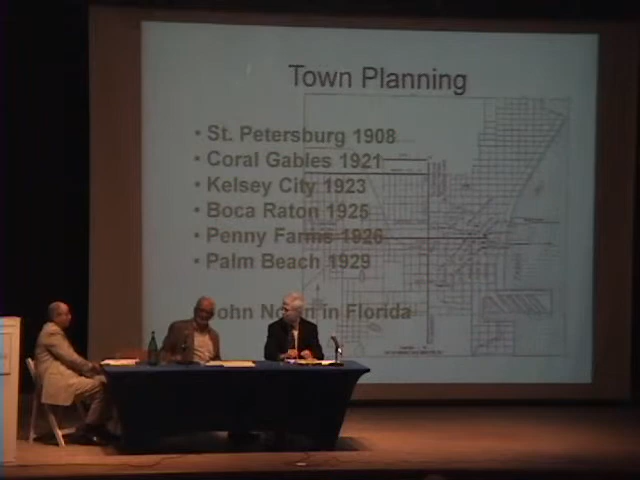 Town Planning
• St. Petersburg 1908
• Coral Gables 1921
• Kelsey City 1923
• Boca Raton 1925
• Penny Farms 1926
• Palm Beach 1929
in Florida